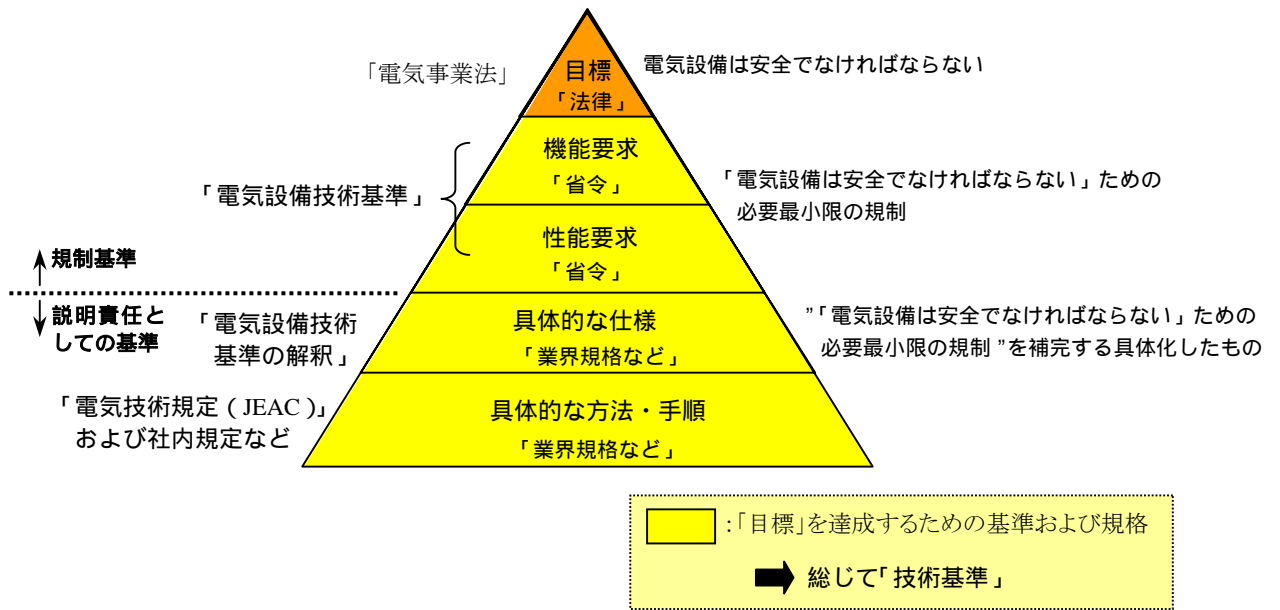 「電気事業法」
目標
「法律」
電気設備は安全でなければならない
機能要求
「省令」
「電気設備技術基準」
「電気設備は安全でなければならない」ための
必要最小限の規制
性能要求
「省令」
規制基準
説明責任と
しての基準
「電気設備技術
基準の解釈」
具体的な仕様
「業界規格など」
”「電気設備は安全でなければならない」ための
必要最小限の規制”を補完する具体化したもの
「電気技術規定(JEAC)」
および社内規定など
具体的な方法・手順
「業界規格など」
:「目標」を達成するための基準および規格
総じて「技術基準」